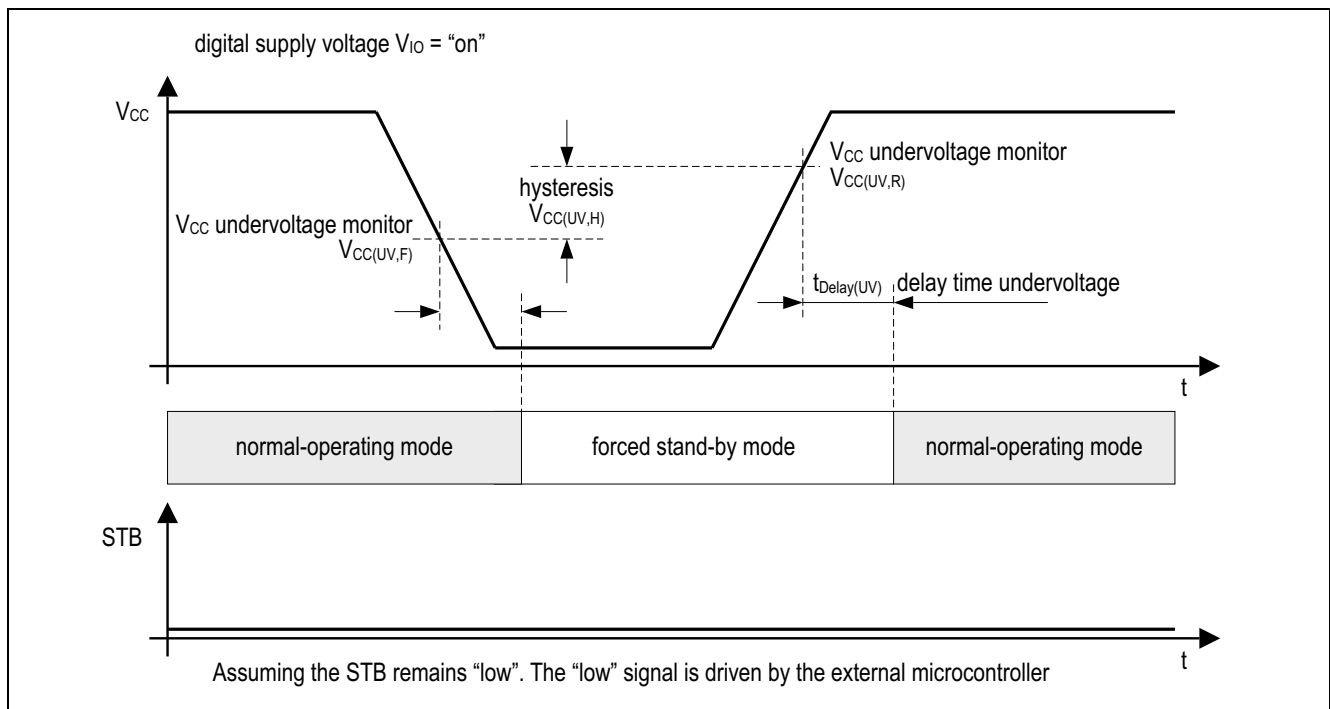 digital supply voltage VIO = “on”
VCC
VCC undervoltage monitor
VCC(UV,R)
hysteresis
VCC(UV,H)
VCC undervoltage monitor
VCC(UV,F)
tDelay(UV) delay time undervoltage
t
normal-operating mode forced stand-by mode normal-operating mode
STB
t
Assuming the STB remains “low”. The “low” signal is driven by the external microcontroller